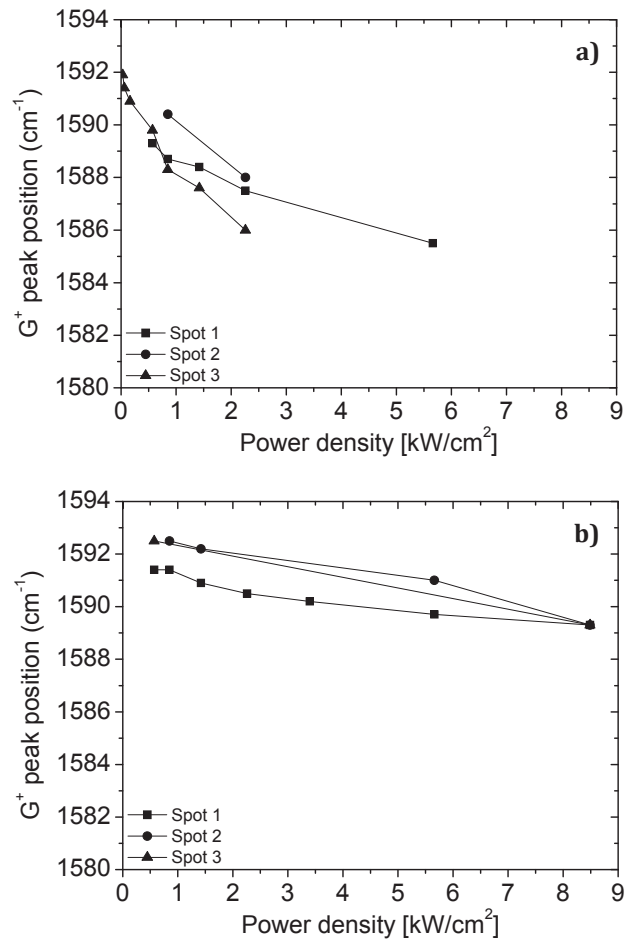 a)
1594
1592
1590
1588
1586
1584
1582
1580
G⁺ peak position (cm⁻¹)
Spot 1
Spot 2
Spot 3
0 1 2 3 4 5 6 7 8 9
Power density [kW/cm²]
b)
1594
1592
1590
1588
1586
1584
1582
1580
G⁺ peak position (cm⁻¹)
Spot 1
Spot 2
Spot 3
0 1 2 3 4 5 6 7 8 9
Power density [kW/cm²]